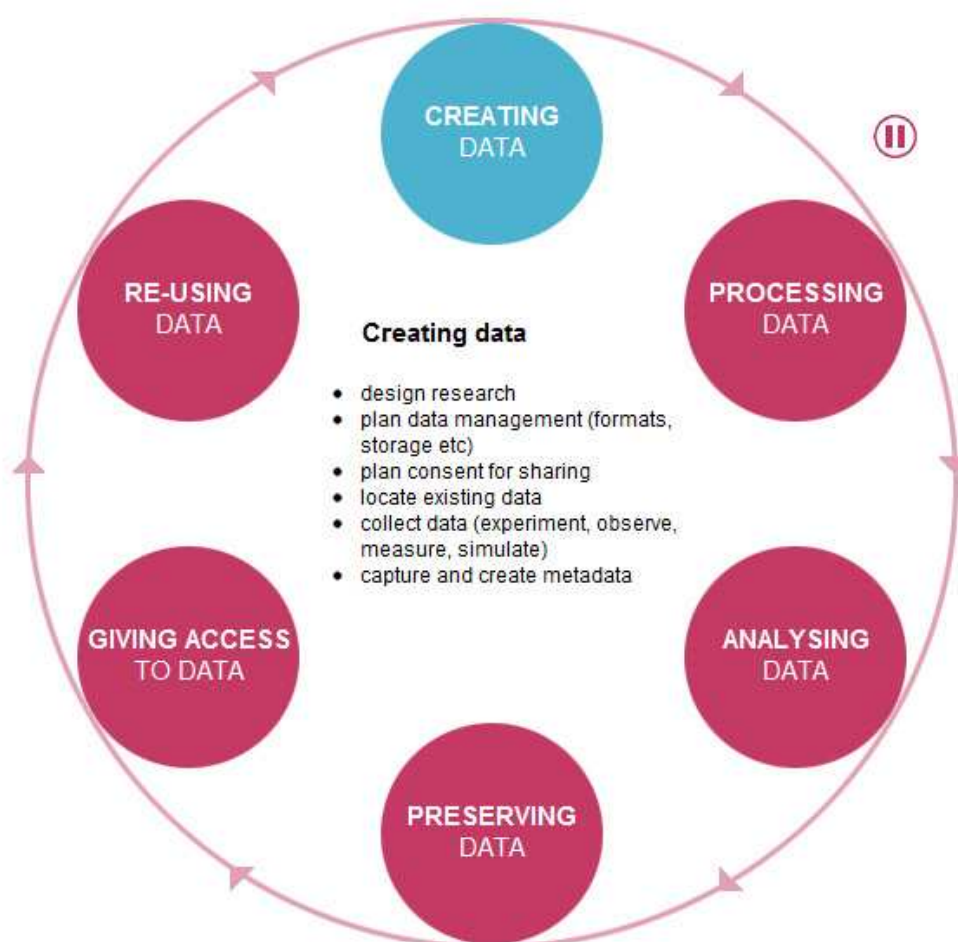 CREATING
DATA
PROCESSING
DATA
ANALYSING
DATA
PRESERVING
DATA
GIVING ACCESS
TO DATA
RE-USING
DATA
Creating data
• design research
• plan data management (formats,
storage etc)
• plan consent for sharing
• locate existing data
• collect data (experiment, observe,
measure, simulate)
• capture and create metadata